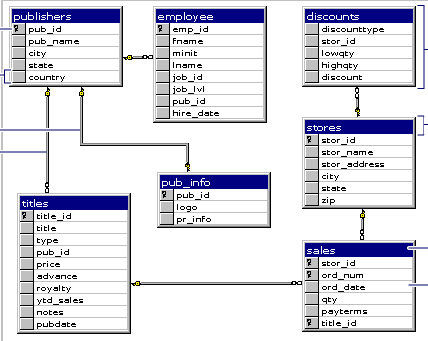 publishers
pub_id
pub_name
city
state
country
employee
emp_id
fname
minit
lname
job_id
job_lvl
pub_id
hire_date
discounts
discounttype
stor_id
lowqty
highqty
discount
stores
stor_id
stor_name
stor_address
city
state
zip
pub_info
pub_id
logo
pr_info
titles
title_id
title
type
pub_id
price
advance
royalty
ytd_sales
notes
pubdate
sales
stor_id
ord_num
ord_date
qty
payterms
title_id